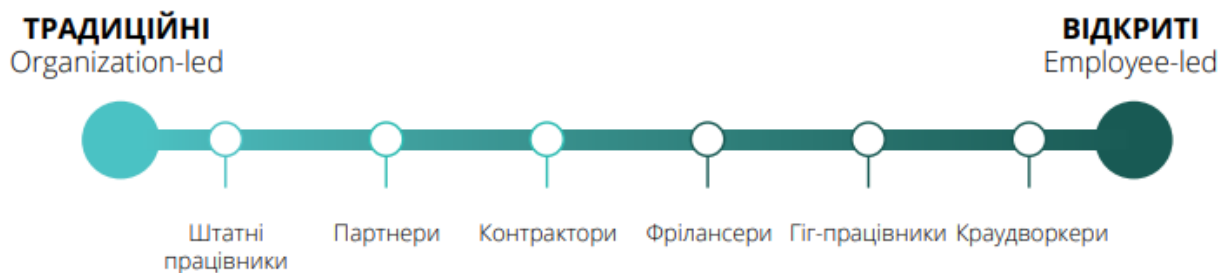 ТРАДИЦІЙНІ
Organization-led
ВІДКРИТІ
Employee-led
Штатні
працівники
Партнери
Контрактори
Фрілансери
Гіг-працівники
Краудворкери